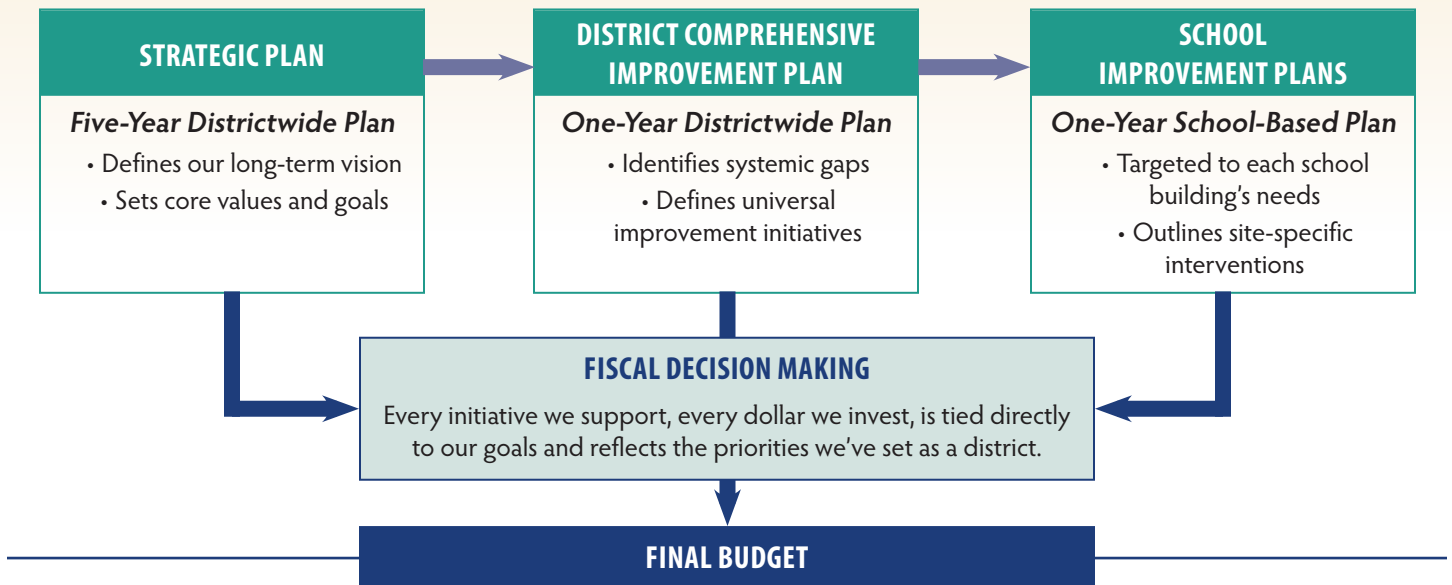 STRATEGIC PLAN
Five-Year Districtwide Plan
• Defines our long-term vision
• Sets core values and goals
DISTRICT COMPREHENSIVE
IMPROVEMENT PLAN
One-Year Districtwide Plan
• Identifies systemic gaps
• Defines universal
improvement initiatives
SCHOOL
IMPROVEMENT PLANS
One-Year School-Based Plan
• Targeted to each school
building's needs
• Outlines site-specific
interventions
FISCAL DECISION MAKING
Every initiative we support, every dollar we invest, is tied directly
to our goals and reflects the priorities we've set as a district.
FINAL BUDGET